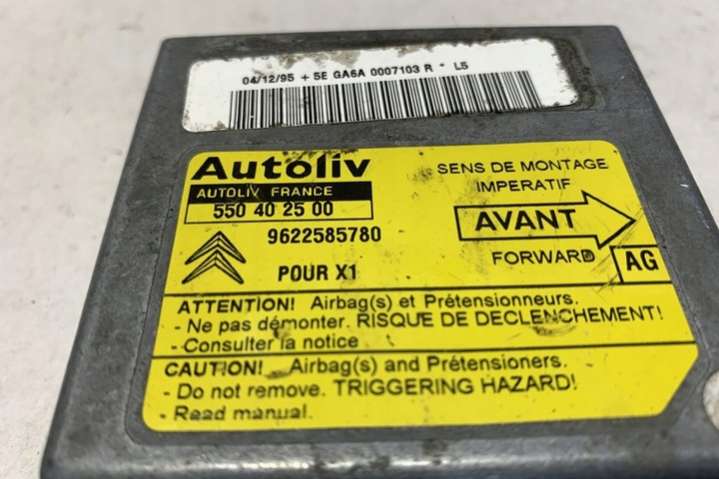 04/12/95 + 5E GA6A 0007103 R * L5
Autoliv
AUTOLIV FRANCE
550 40 25 00
9622585780
POUR X1
SENS DE MONTAGE
IMPERATIF
AVANT
FORWARD
AG
ATTENTION! Airbag(s) et Prétensionneurs.
- Ne pas démonter. RISQUE DE DECLENCHEMENT!
- Consulter la notice
CAUTION! Airbag(s) and Prétensioners.
- Do not remove. TRIGGERING HAZARD!
- Read manual.